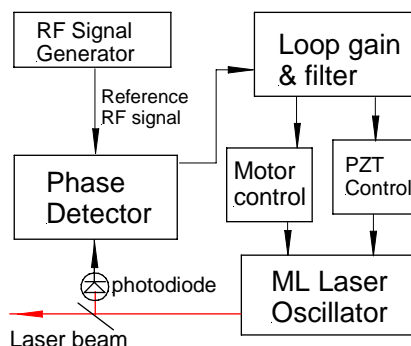 RF Signal
Generator
Loop gain
& filter
Reference
RF signal
Phase
Detector
Motor
control
PZT
Control
photodiode
ML Laser
Oscillator
Laser beam